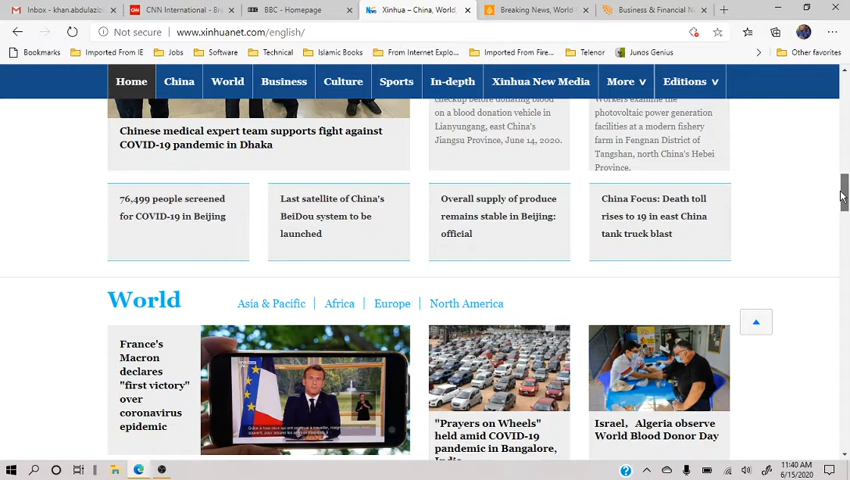 Inbox - khan.abdulaziz
CNN International - Br
BBC - Homepage
Xinhua – China, World,
Breaking News, World
Business & Financial N
Not secure
www.xinhuanet.com/english/
Bookmarks
Imported From IE
Jobs
Software
Technical
Islamic Books
From Internet Explo...
Imported From Fire...
Telenor
Junos Genius
Other favorites
Home
China
World
Business
Culture
Sports
In-depth
Xinhua New Media
More
Editions
Chinese medical expert team supports fight against
COVID-19 pandemic in Dhaka
checkup before donating blood
on a blood donation vehicle in
Lianyungang, east China's
Jiangsu Province, June 14, 2020.
Workers examine the
photovoltaic power generation
facilities at a modern fishery
farm in Fengnan District of
Tangshan, north China's Hebei
Province.
76,499 people screened
for COVID-19 in Beijing
Last satellite of China's
BeiDou system to be
launched
Overall supply of produce
remains stable in Beijing:
official
China Focus: Death toll
rises to 19 in east China
tank truck blast
World
Asia & Pacific | Africa | Europe | North America
France's
Macron
declares
"first victory"
over
coronavirus
epidemic
"Prayers on Wheels"
held amid COVID-19
pandemic in Bangalore,
India
Israel, Algeria observe
World Blood Donor Day
11:40 AM
6/15/2020